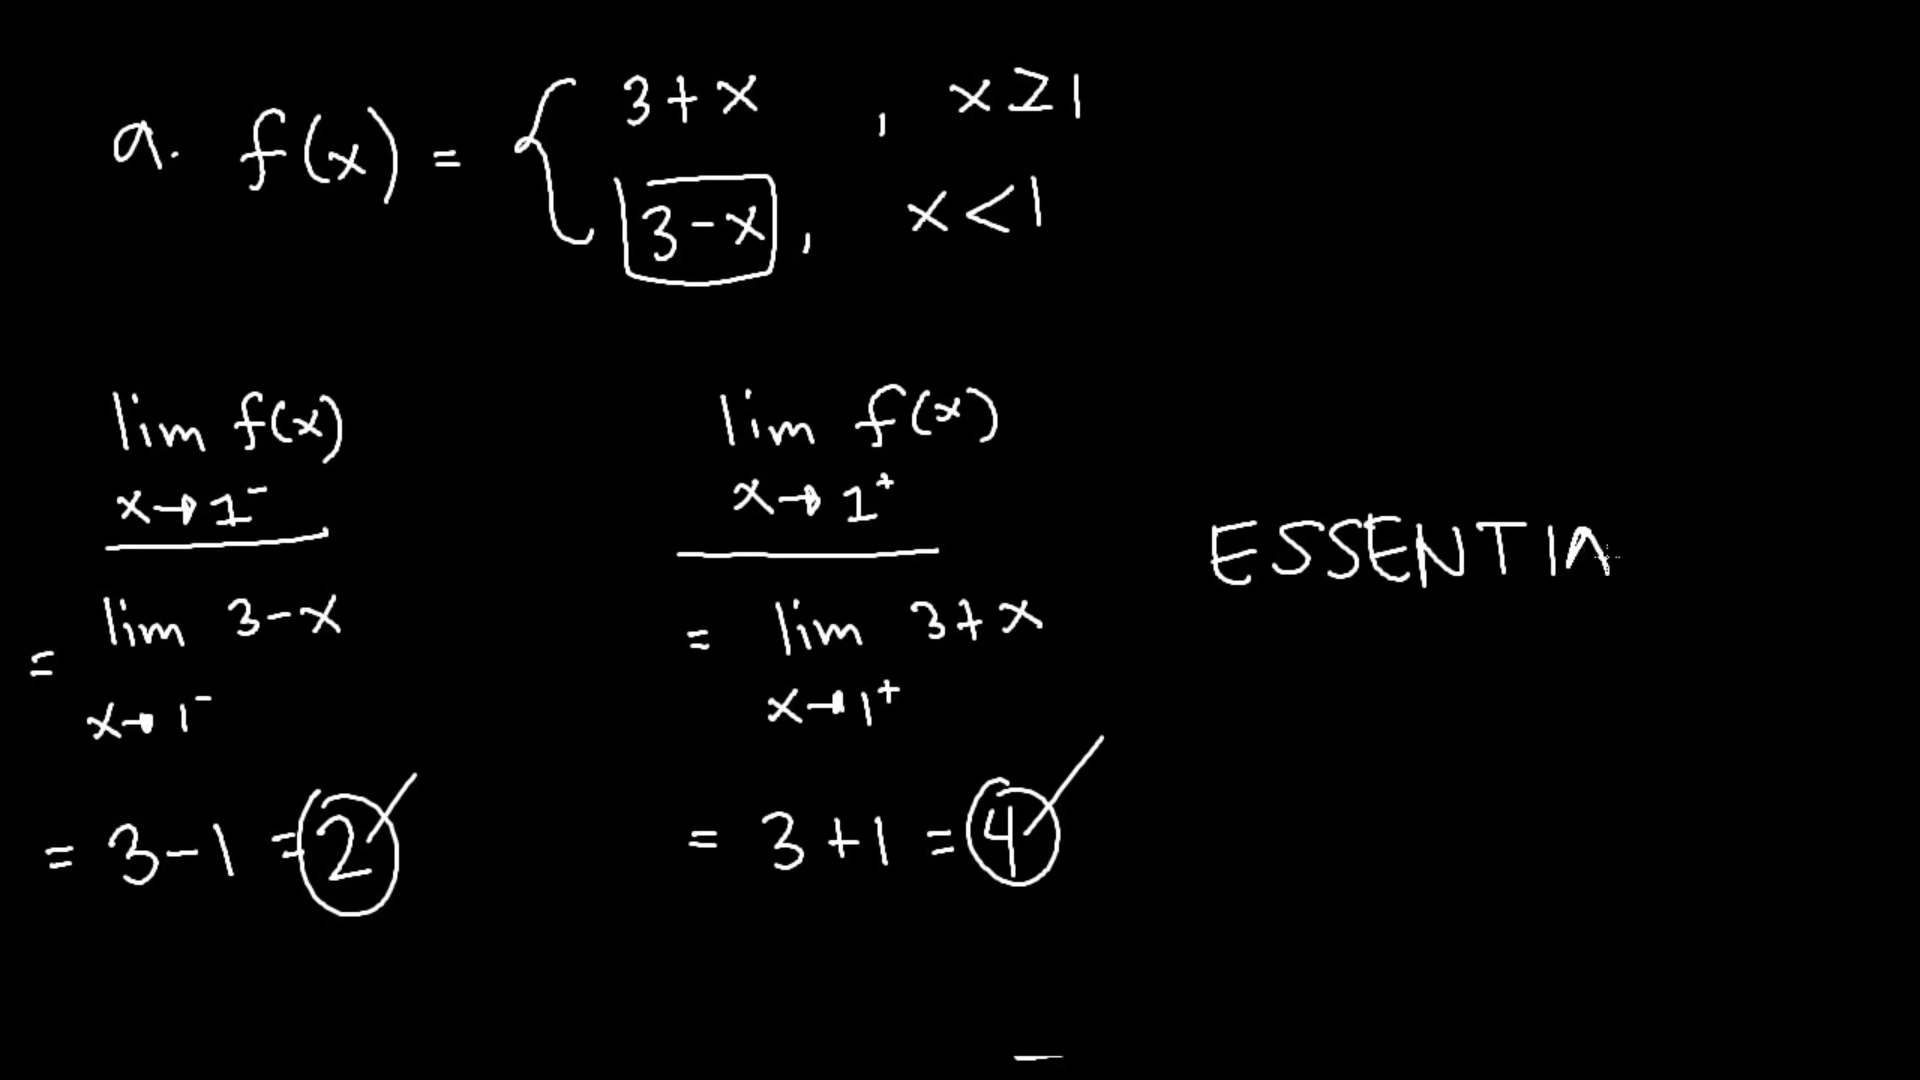 a. f(x) = { 3+x , x≥1
3-x , x<1
lim f(x)
x→1⁻
= lim 3-x
x→1⁻
= 3-1 = 2
lim f(x)
x→1⁺
= lim 3+x
x→1⁺
= 3+1 = 4
ESSENTIA